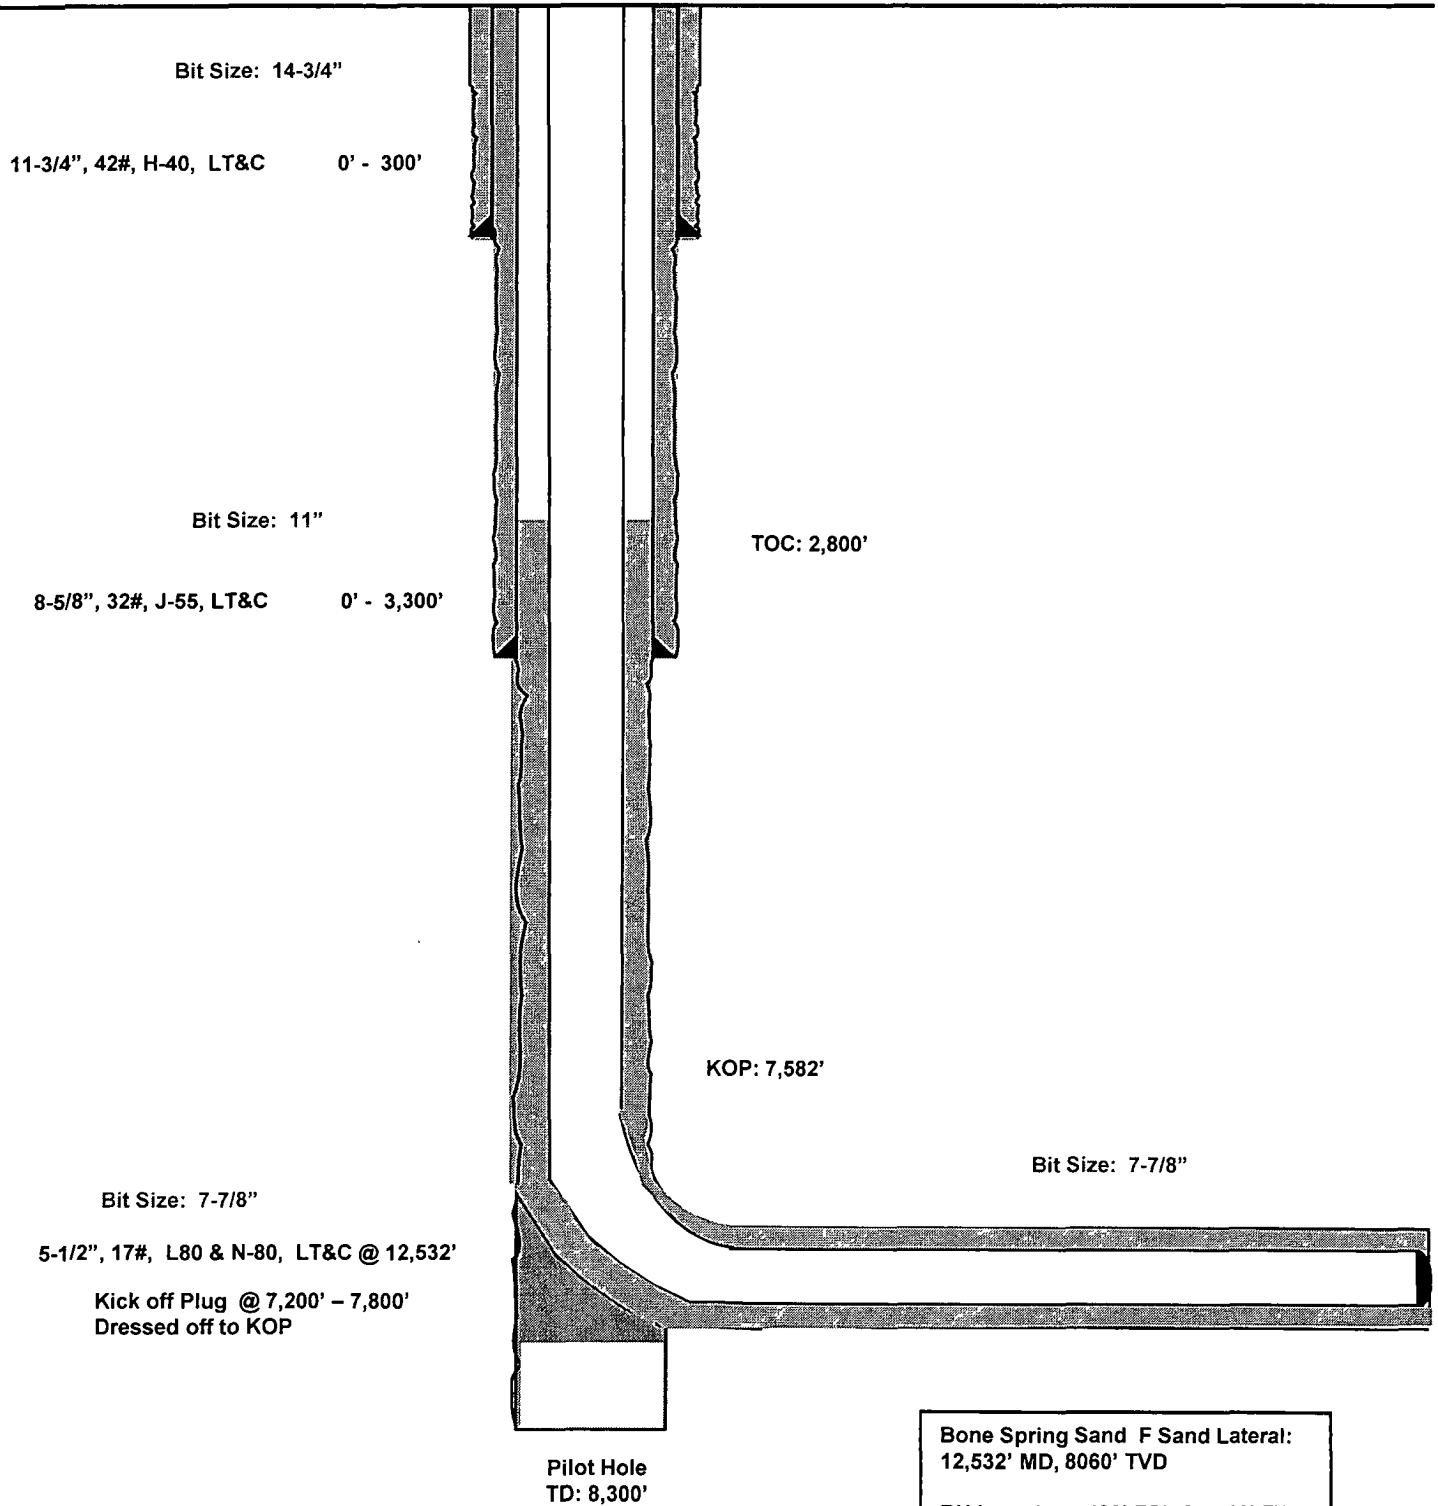 Bit Size: 14-3/4”
11-3/4”, 42#, H-40, LT&C 0’ - 300’
Bit Size: 11”
TOC: 2,800’
8-5/8”, 32#, J-55, LT&C 0’ - 3,300’
KOP: 7,582’
Bit Size: 7-7/8”
Bit Size: 7-7/8”
5-1/2”, 17#, L80 & N-80, LT&C @ 12,532’
Kick off Plug @ 7,200’ – 7,800’
Dressed off to KOP
Bone Spring Sand F Sand Lateral:
12,532’ MD, 8060’ TVD
Pilot Hole
TD: 8,300’